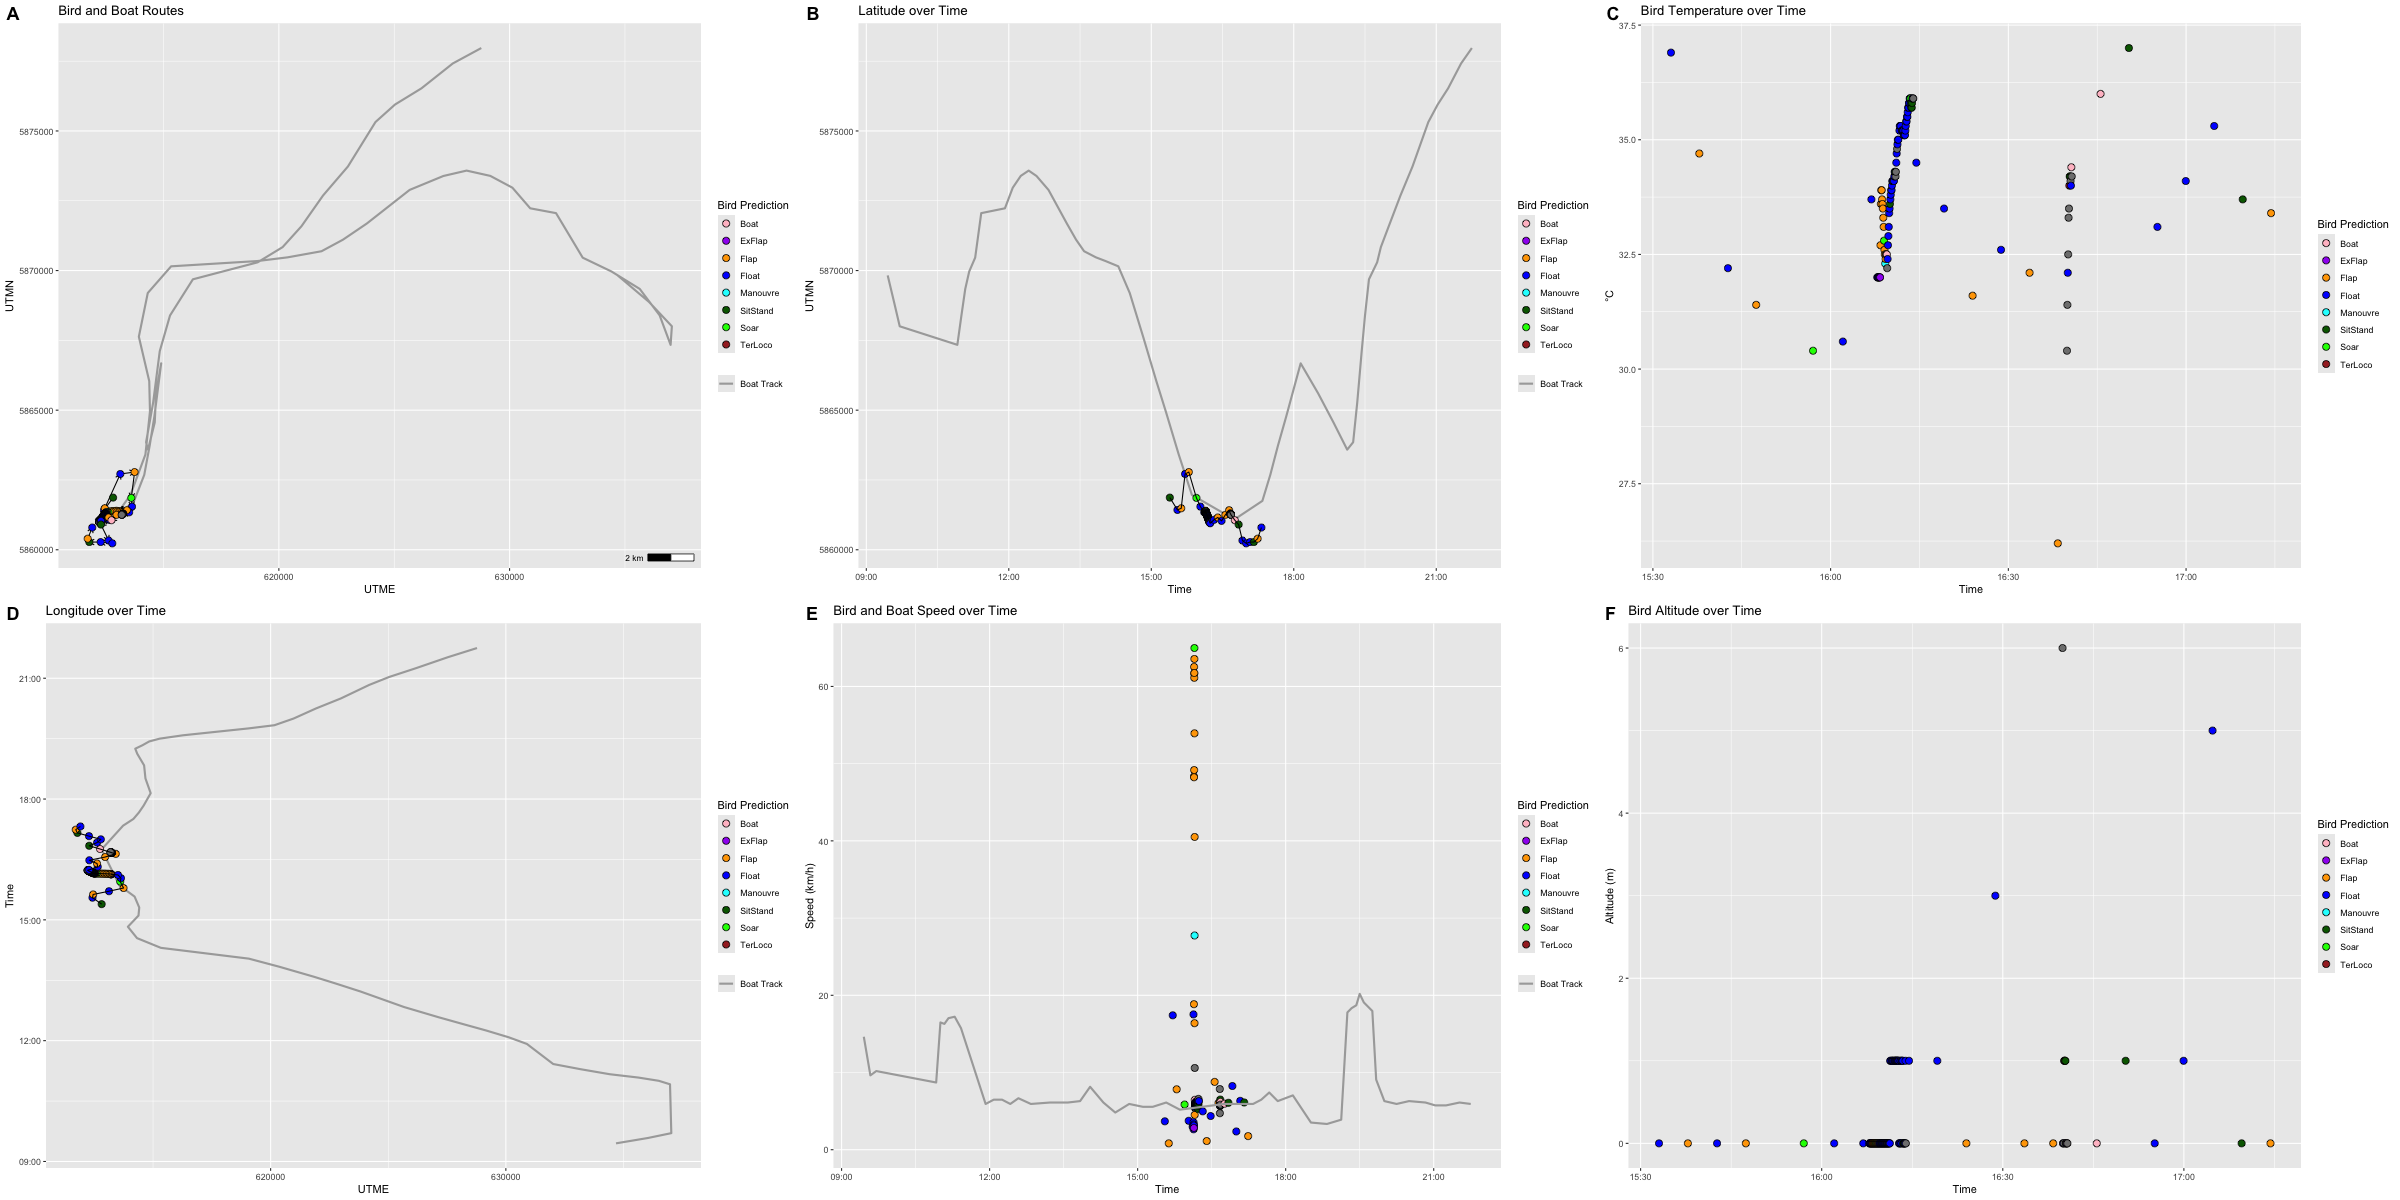 A Bird and Boat Routes
UTMN
5875000
5870000
5865000
5860000
620000 630000
UTME
2 km
Bird Prediction
Boat
ExFlap
Flap
Float
Manouvre
SitStand
Soar
TerLoco
Boat Track
B Latitude over Time
UTMN
5875000
5870000
5865000
5860000
09:00 12:00 15:00 18:00 21:00
Time
Bird Prediction
Boat
ExFlap
Flap
Float
Manouvre
SitStand
Soar
TerLoco
Boat Track
C Bird Temperature over Time
°C
37.5
35.0
32.5
30.0
27.5
15:30 16:00 16:30 17:00
Time
Bird Prediction
Boat
ExFlap
Flap
Float
Manouvre
SitStand
Soar
TerLoco
D Longitude over Time
Time
21:00
18:00
15:00
12:00
09:00
620000 630000
UTME
Bird Prediction
Boat
ExFlap
Flap
Float
Manouvre
SitStand
Soar
TerLoco
Boat Track
E Bird and Boat Speed over Time
Speed (km/h)
60
40
20
0
09:00 12:00 15:00 18:00 21:00
Time
Bird Prediction
Boat
ExFlap
Flap
Float
Manouvre
SitStand
Soar
TerLoco
Boat Track
F Bird Altitude over Time
Altitude (m)
6
4
2
0
15:30 16:00 16:30 17:00
Time
Bird Prediction
Boat
ExFlap
Flap
Float
Manouvre
SitStand
Soar
TerLoco